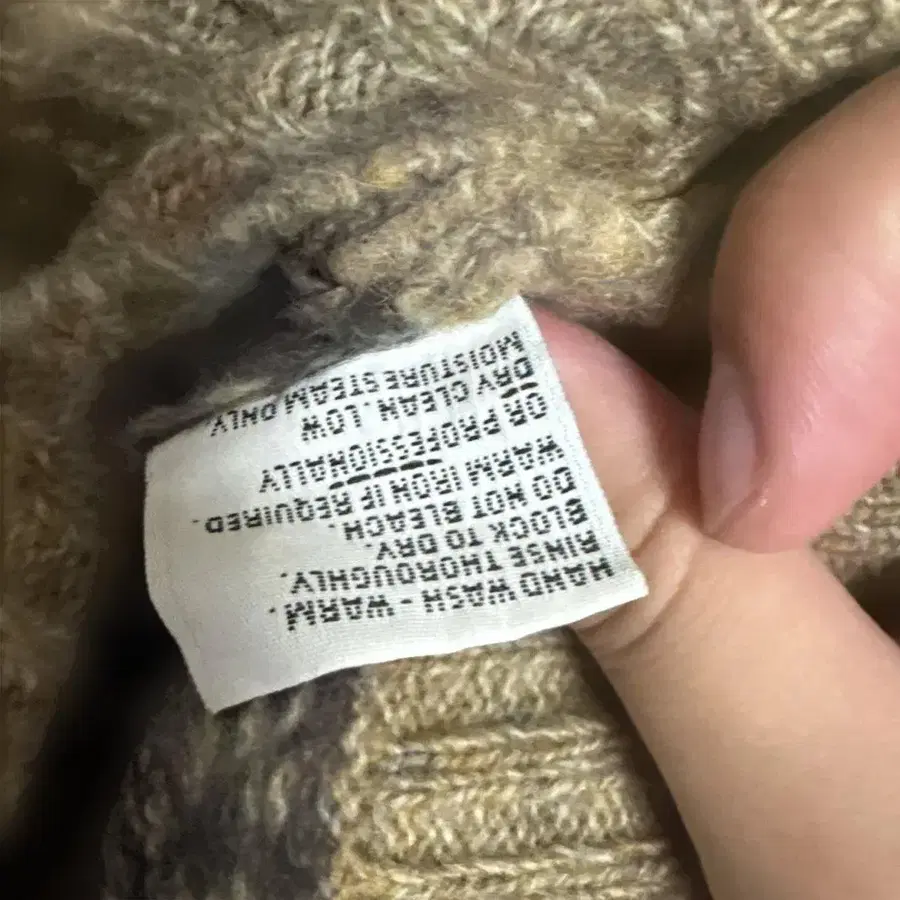 HAND WASH - WARM.
RINSE THOROUGHLY.
BLOCK TO DRY.
DO NOT BLEACH.
WARM IRON IF REQUIRED.
OR PROFESSIONALLY
DRY CLEAN. LOW
MOISTURE STEAM ONLY.